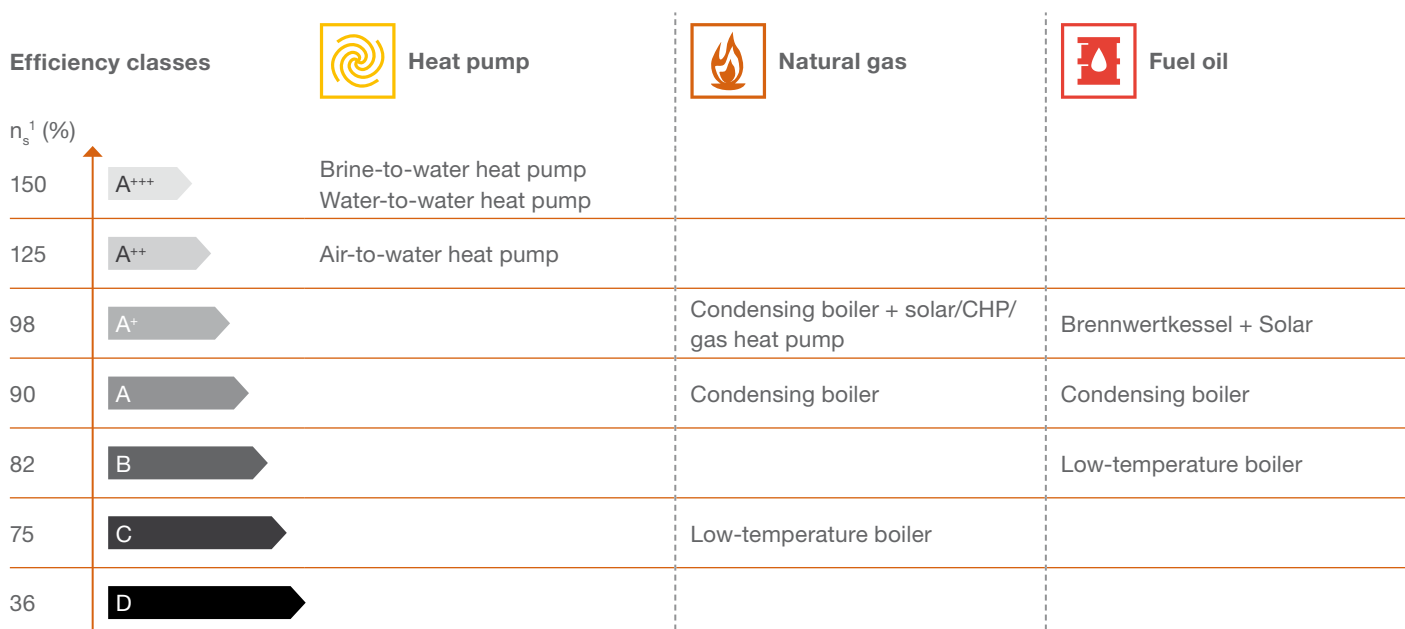 Efficiency classes
Heat pump
Natural gas
Fuel oil
nₛ¹ (%)
150 A+++ Brine-to-water heat pump
Water-to-water heat pump
125 A++ Air-to-water heat pump
98 A+ Condensing boiler + solar/CHP/
gas heat pump
Brennwertkessel + Solar
90 A Condensing boiler Condensing boiler
82 B Low-temperature boiler
75 C Low-temperature boiler
36 D